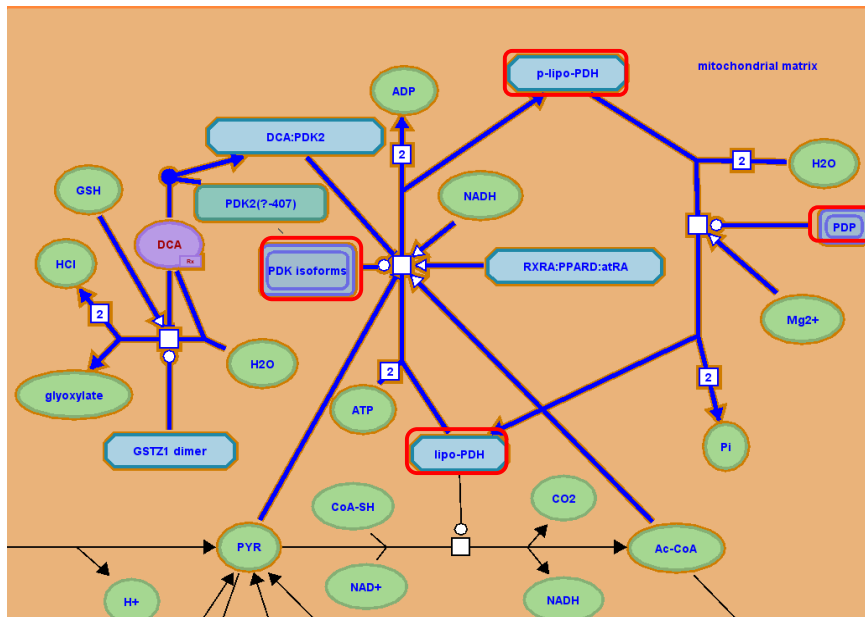 p-lipo-PDH
mitochondrial matrix
ADP
DCA:PDK2
2
2
H2O
GSH
NADH
PDK2(?-407)
PDP
DCA
Rx
HCl
PDK isoforms
RXRA:PPARD:atRA
2
Mg2+
H2O
2
2
glyoxylate
ATP
Pi
GSTZ1 dimer
lipo-PDH
CoA-SH
CO2
PYR
Ac-CoA
NAD+
NADH
H+